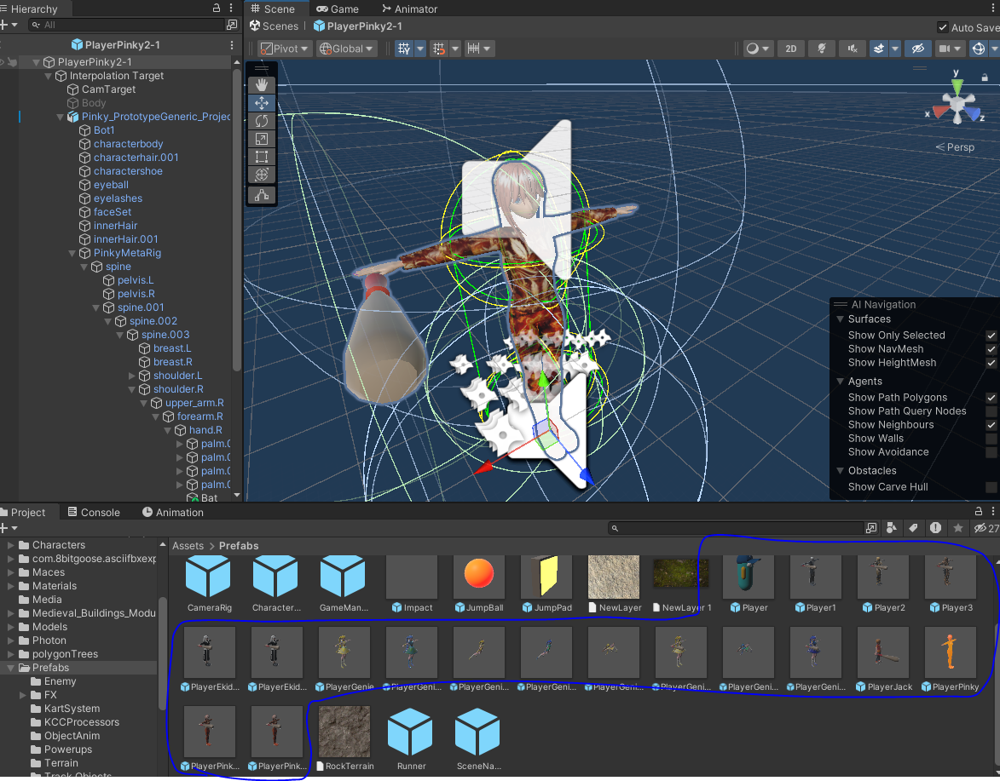 Hierarchy
Scene
Game
Animator
All
Scenes
PlayerPinky2-1
Auto Save
PlayerPinky2-1
Pivot
Global
2D
PlayerPinky2-1
Interpolation Target
CamTarget
Body
Pinky_PrototypeGeneric_Projec
Bot1
characterbody
characterhair.001
charactershoe
eyeball
eyelashes
faceSet
innerHair
innerHair.001
PinkyMetaRig
spine
pelvis.L
pelvis.R
spine.001
spine.002
spine.003
breast.L
breast.R
shoulder.L
shoulder.R
upper_arm.R
forearm.R
hand.R
palm.0
palm.0
palm.0
palm.0
Bat
y
x
z
< Persp
AI Navigation
Surfaces
Show Only Selected
Show NavMesh
Show HeightMesh
Agents
Show Path Polygons
Show Path Query Nodes
Show Neighbours
Show Walls
Show Avoidance
Obstacles
Show Carve Hull
Project
Console
Animation
27
Characters
com.8bitgoose.asciifbxexp
Maces
Materials
Media
Medieval_Buildings_Modu
Models
Photon
polygonTrees
Prefabs
Enemy
FX
KartSystem
KCCProcessors
ObjectAnim
Powerups
Terrain
Track Objects
Assets > Prefabs
CameraRig
Character...
GameMan...
Impact
JumpBall
JumpPad
NewLayer
NewLayer 1
Player
Player1
Player2
Player3
PlayerEkid...
PlayerEkid...
PlayerGenie
PlayerGeni...
PlayerGeni...
PlayerGeni...
PlayerGeni...
PlayerGeni...
PlayerGeni...
PlayerGeni...
PlayerJack
PlayerPinky
PlayerPink...
PlayerPink...
RockTerrain
Runner
SceneNa...